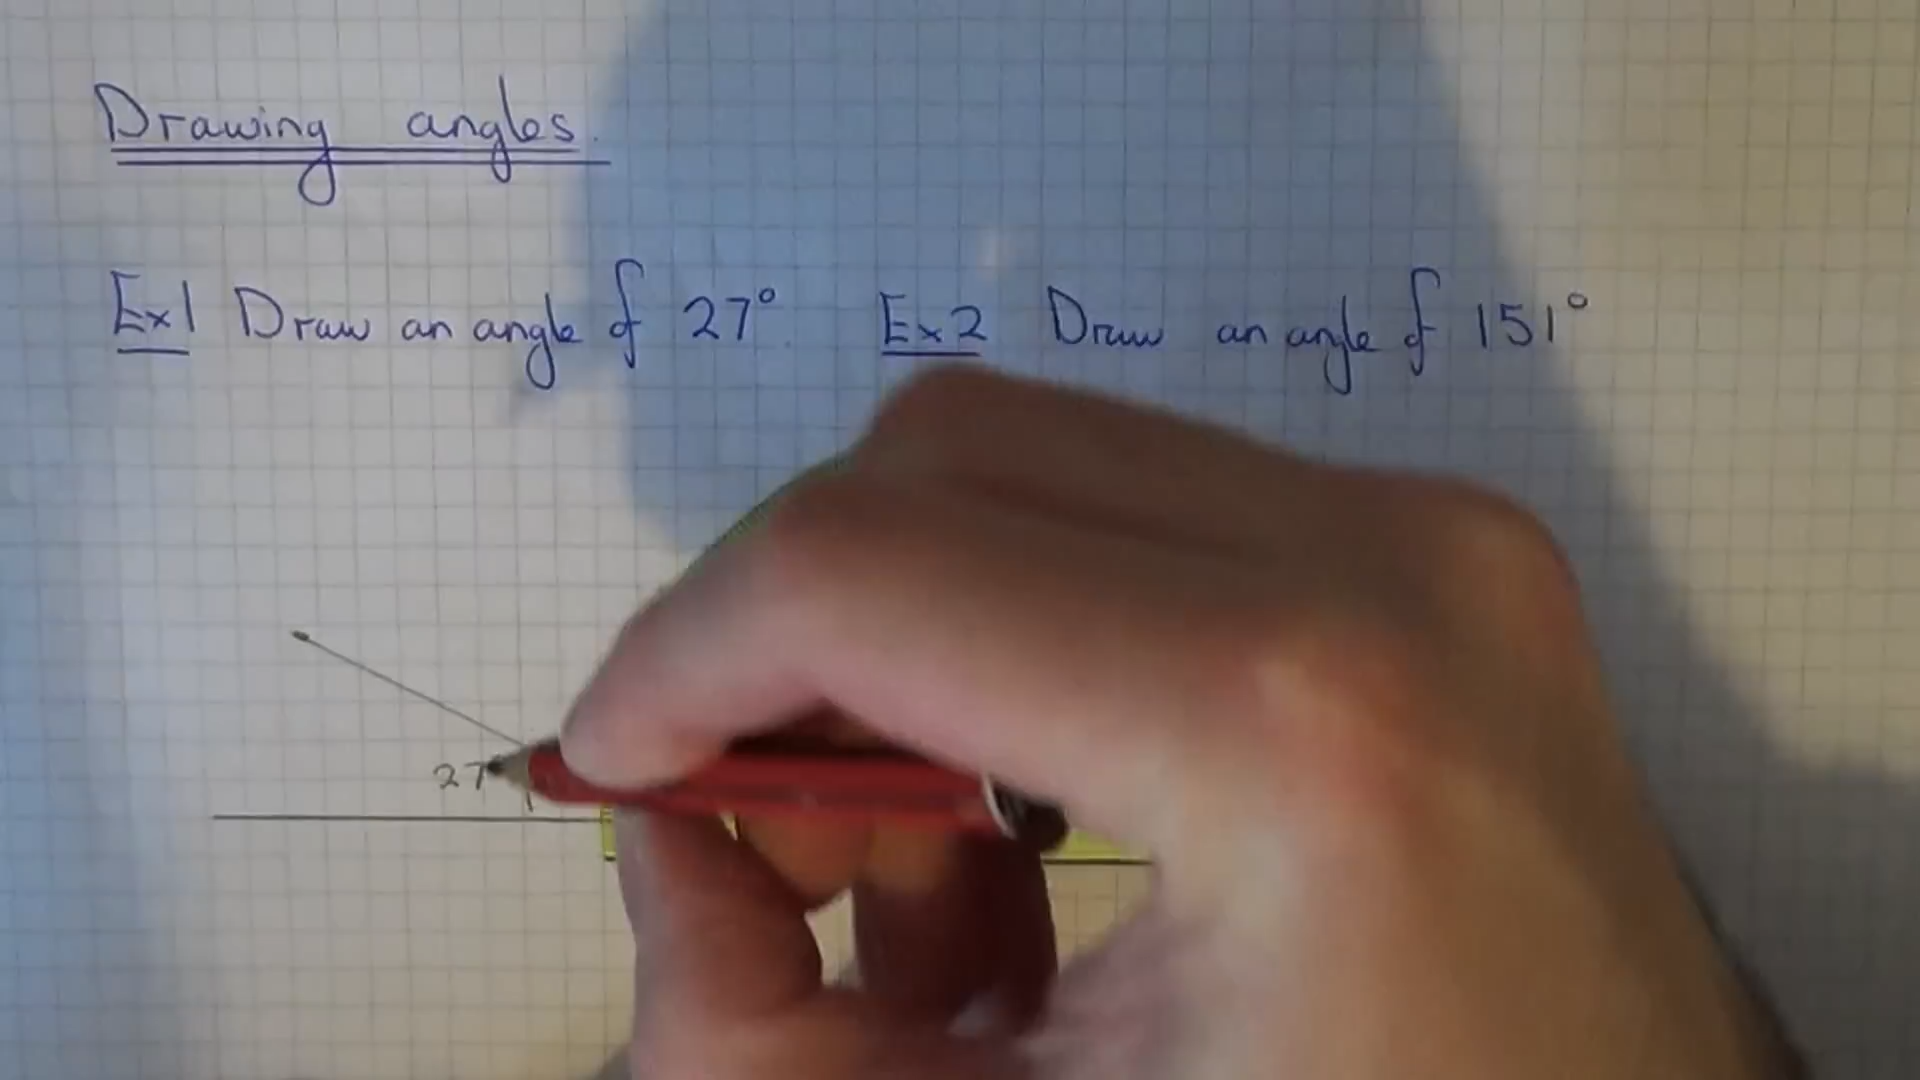 Drawing angles.
Ex1 Draw an angle of 27°. Ex2 Draw an angle of 151°
27